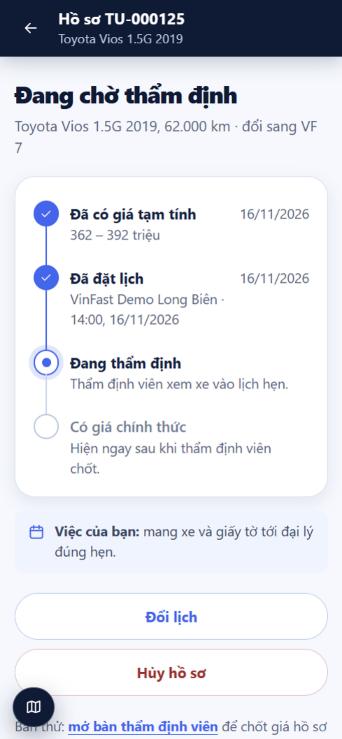 Hồ sơ TU-000125
Toyota Vios 1.5G 2019
Đang chờ thẩm định
Toyota Vios 1.5G 2019, 62.000 km · đổi sang VF
7
Đã có giá tạm tính 16/11/2026
362 – 392 triệu
Đã đặt lịch 16/11/2026
VinFast Demo Long Biên ·
14:00, 16/11/2026
Đang thẩm định
Thẩm định viên xem xe vào lịch hẹn.
Có giá chính thức
Hiện ngay sau khi thẩm định viên
chốt.
Việc của bạn: mang xe và giấy tờ tới đại lý
đúng hẹn.
Đổi lịch
Hủy hồ sơ
thử: mở bàn thẩm định viên để chốt giá hồ sơ